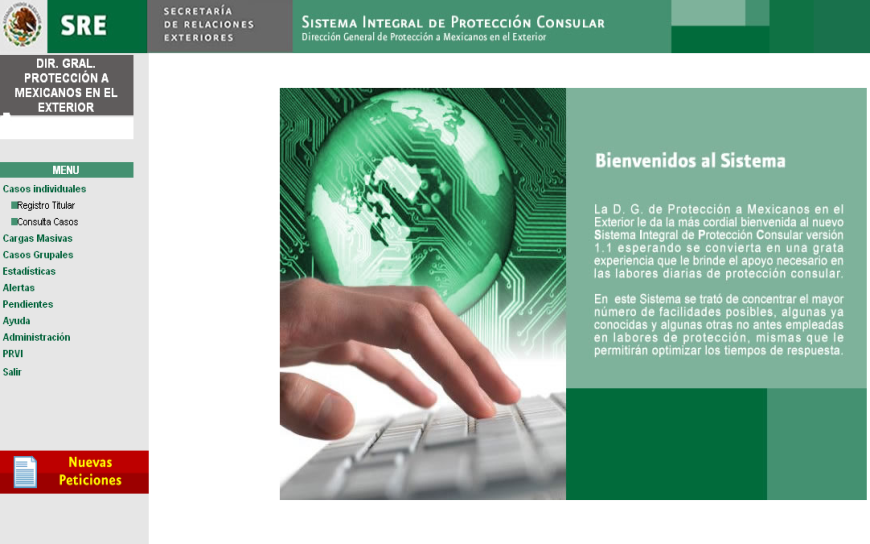 SRE
SECRETARÍA
DE RELACIONES
EXTERIORES
SISTEMA INTEGRAL DE PROTECCIÓN CONSULAR
Dirección General de Protección a Mexicanos en el Exterior
DIR. GRAL.
PROTECCIÓN A
MEXICANOS EN EL
EXTERIOR
MENU
Casos individuales
Registro Titular
Consulta Casos
Cargas Masivas
Casos Grupales
Estadísticas
Alertas
Pendientes
Ayuda
Administración
PRVI
Salir
Nuevas
Peticiones
Bienvenidos al Sistema
La D. G. de Protección a Mexicanos en el
Exterior le da la más cordial bienvenida al nuevo
Sistema Integral de Protección Consular versión
1.1 esperando se convierta en una grata
experiencia que le brinde el apoyo necesario en
las labores diarias de protección consular.
En este Sistema se trató de concentrar el mayor
número de facilidades posibles, algunas ya
conocidas y algunas otras no antes empleadas
en labores de protección, mismas que le
permitirán optimizar los tiempos de respuesta.